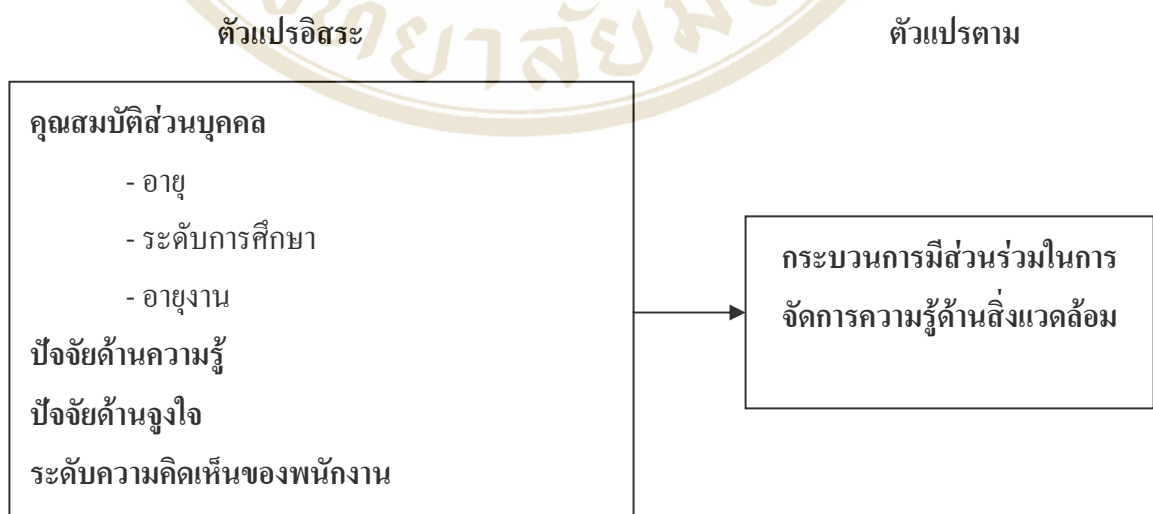 ตัวแปรอิสระ ตัวแปรตาม
คุณสมบัติส่วนบุคคล
- อายุ
- ระดับการศึกษา
- อายุงาน
ปัจจัยด้านความรู้
ปัจจัยด้านจูงใจ
ระดับความคิดเห็นของพนักงาน
กระบวนการมีส่วนร่วมในการ
จัดการความรู้ด้านสิ่งแวดล้อม